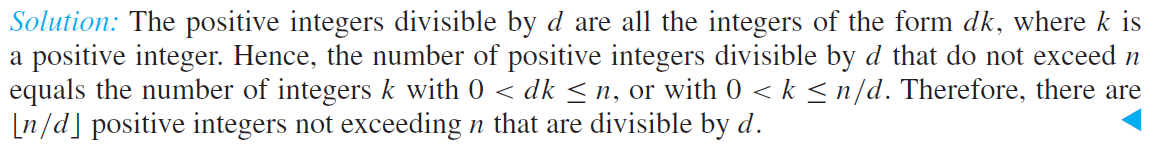 Solution: The positive integers divisible by d are all the integers of the form dk, where k is
a positive integer. Hence, the number of positive integers divisible by d that do not exceed n
equals the number of integers k with 0 < dk ≤ n, or with 0 < k ≤ n/d. Therefore, there are
⌊n/d⌋ positive integers not exceeding n that are divisible by d.